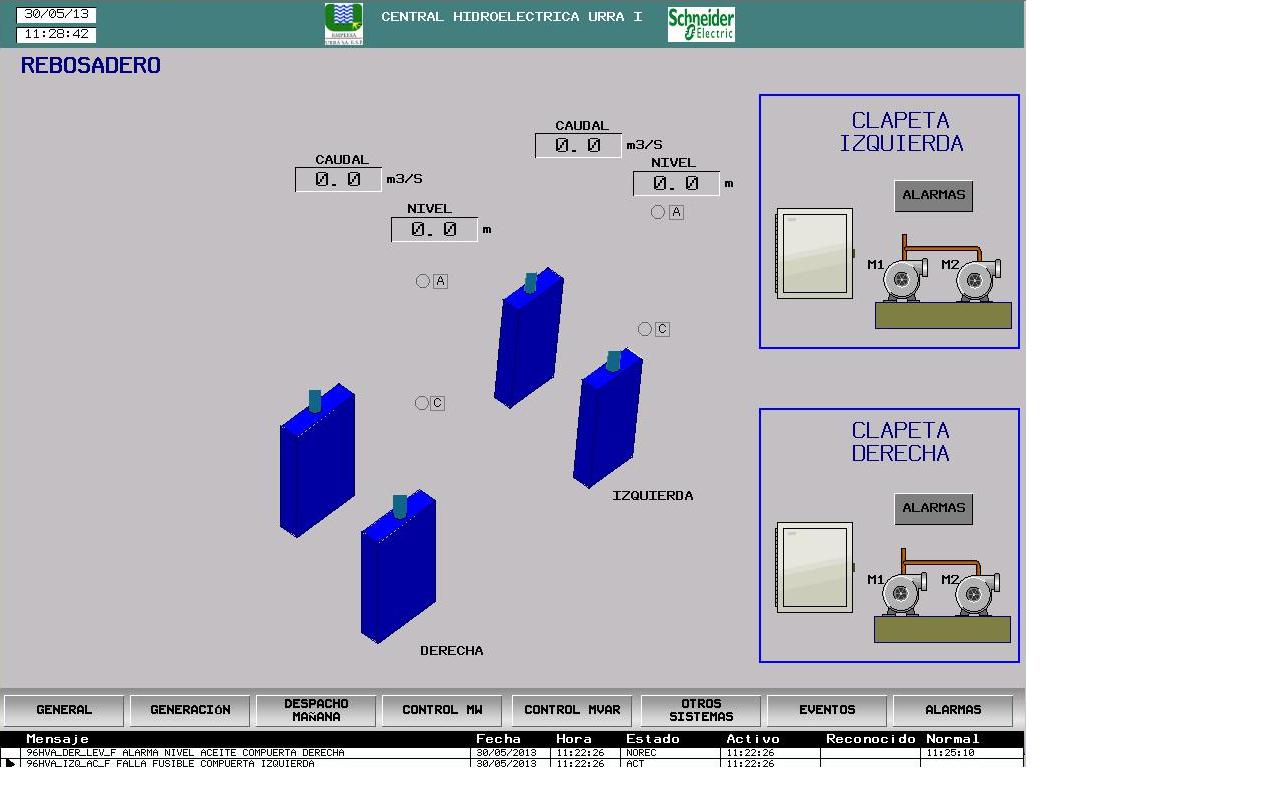 30/05/13
11:28:42
EMPRESA
URRA S.A. E.S.P
CENTRAL HIDROELECTRICA URRA I
Schneider
Electric
REBOSADERO
CAUDAL
0.0 m3/S
NIVEL
0.0 m
A
C
CAUDAL
0.0 m3/S
NIVEL
0.0 m
A
C
IZQUIERDA
DERECHA
CLAPETA
IZQUIERDA
ALARMAS
M1 M2
CLAPETA
DERECHA
ALARMAS
M1 M2
GENERAL
GENERACIÓN
DESPACHO
MAÑANA
CONTROL MW
CONTROL MVAR
OTROS
SISTEMAS
EVENTOS
ALARMAS
Mensaje Fecha Hora Estado Activo Reconocido Normal
96HVA_DER_LEV_F ALARMA NIVEL ACEITE COMPUERTA DERECHA 30/05/2013 11:22:26 NOREC 11:22:26 11:25:10
96HVA_IZQ_AC_F FALLA FUSIBLE COMPUERTA IZQUIERDA 30/05/2013 11:22:26 ACT 11:22:26